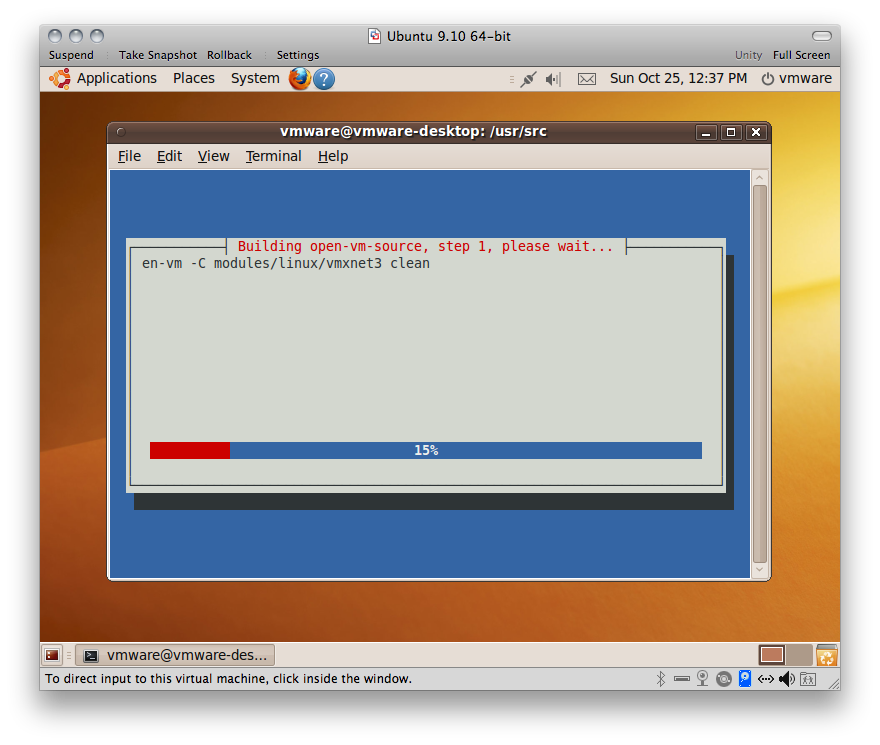 Ubuntu 9.10 64-bit
Suspend Take Snapshot Rollback Settings Unity Full Screen
Applications Places System ? Sun Oct 25, 12:37 PM vmware
vmware@vmware-desktop: /usr/src
File Edit View Terminal Help
Building open-vm-source, step 1, please wait...
en-vm -C modules/linux/vmxnet3 clean
15%
vmware@vmware-des...
To direct input to this virtual machine, click inside the window.